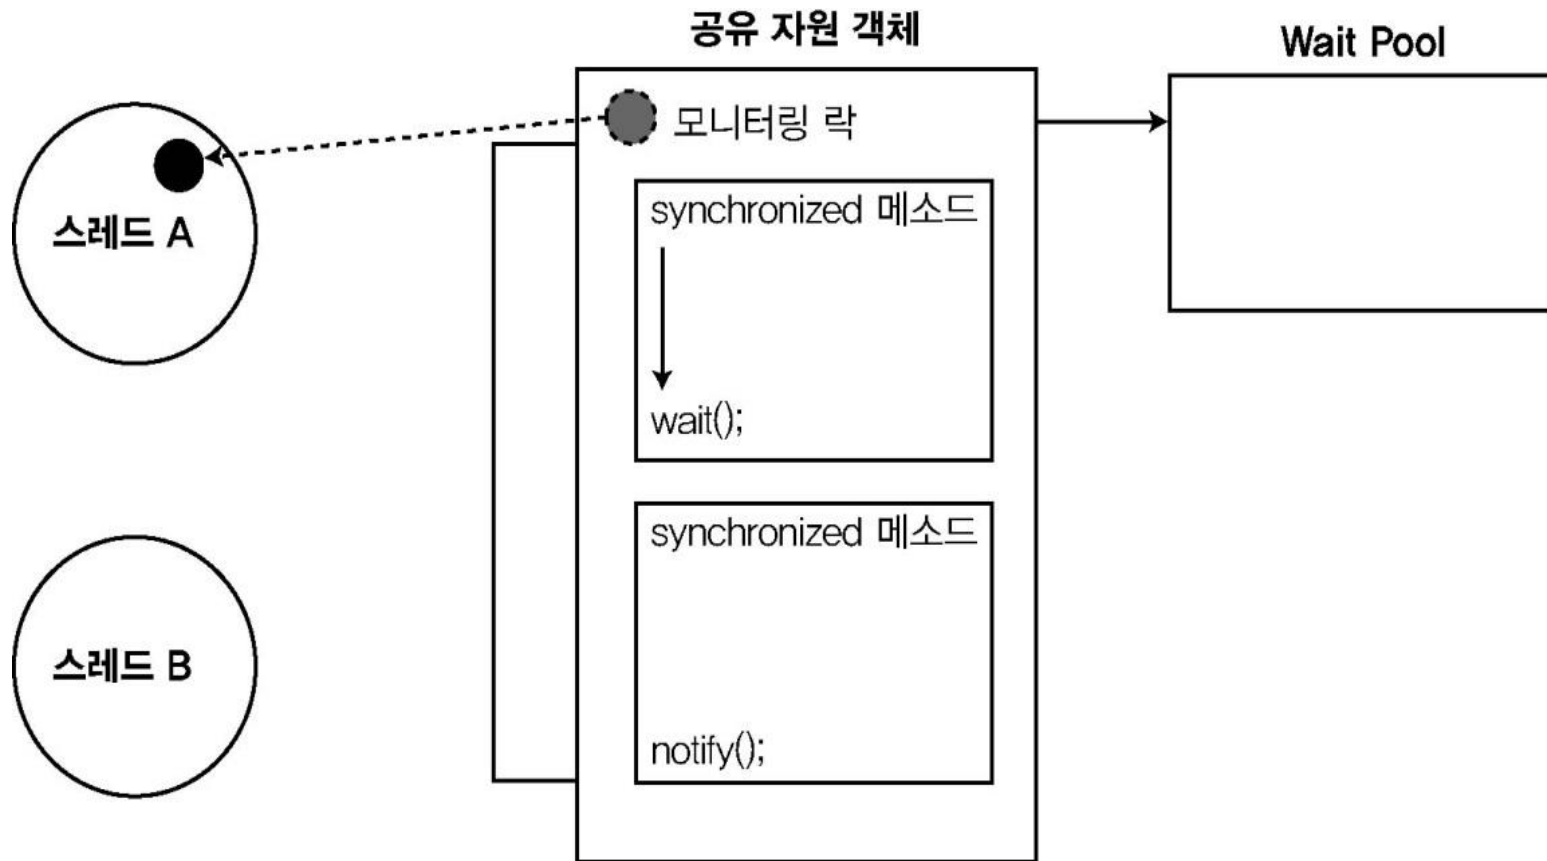 공유 자원 객체
Wait Pool
모니터링 락
스레드 A
synchronized 메소드
wait();
synchronized 메소드
스레드 B
notify();